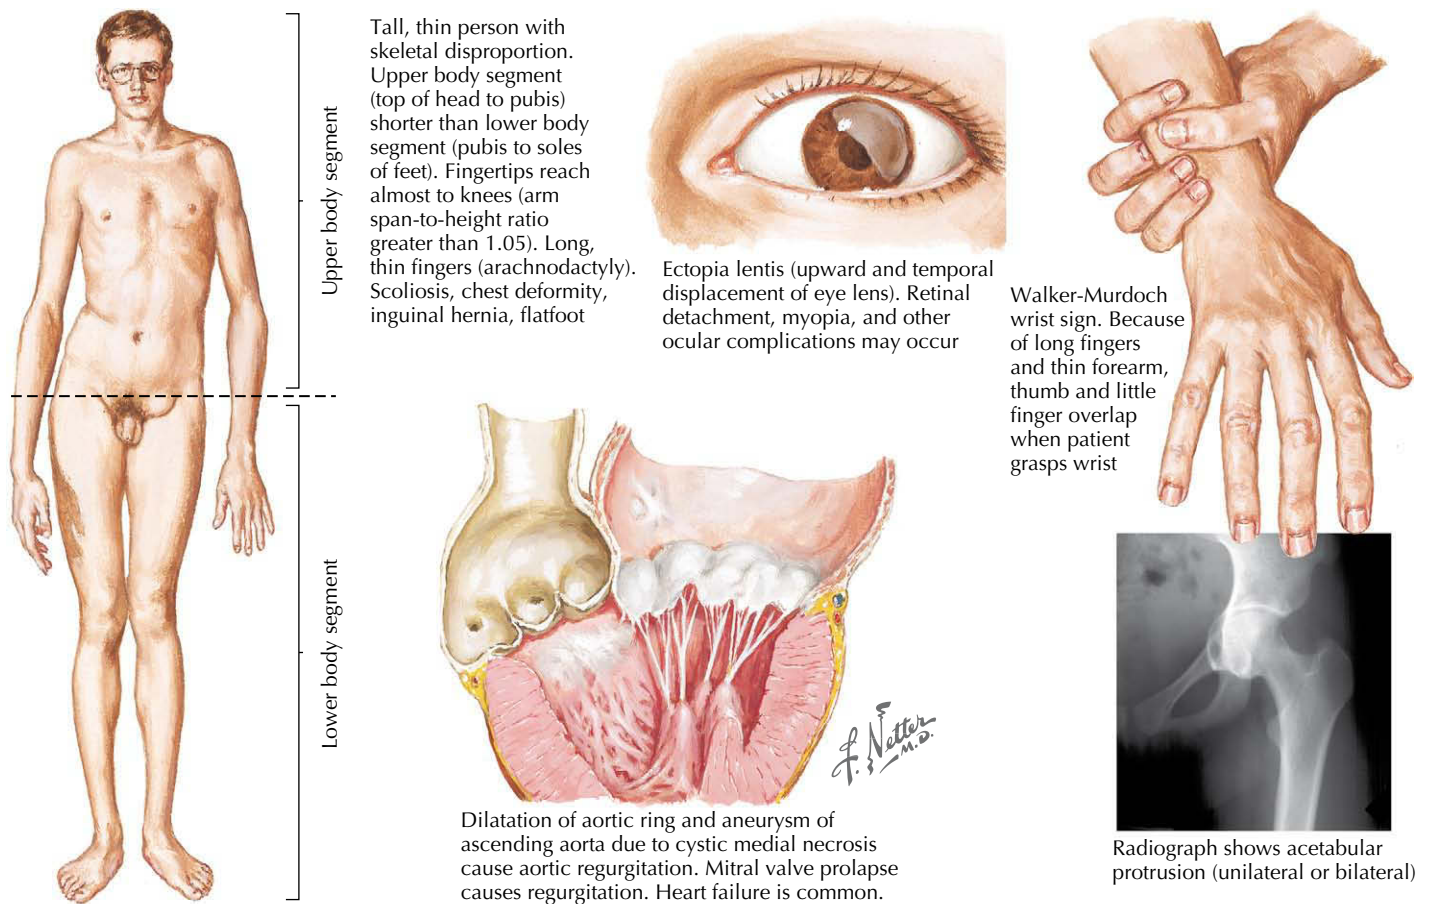 Tall, thin person with
skeletal disproportion.
Upper body segment
(top of head to pubis)
shorter than lower body
segment (pubis to soles
of feet). Fingertips reach
almost to knees (arm
span-to-height ratio
greater than 1.05). Long,
thin fingers (arachnodactyly).
Scoliosis, chest deformity,
inguinal hernia, flatfoot
Upper body segment
Lower body segment
Ectopia lentis (upward and temporal
displacement of eye lens). Retinal
detachment, myopia, and other
ocular complications may occur
Walker-Murdoch
wrist sign. Because
of long fingers
and thin forearm,
thumb and little
finger overlap
when patient
grasps wrist
F. Netter
M.D.
Dilatation of aortic ring and aneurysm of
ascending aorta due to cystic medial necrosis
cause aortic regurgitation. Mitral valve prolapse
causes regurgitation. Heart failure is common.
Radiograph shows acetabular
protrusion (unilateral or bilateral)